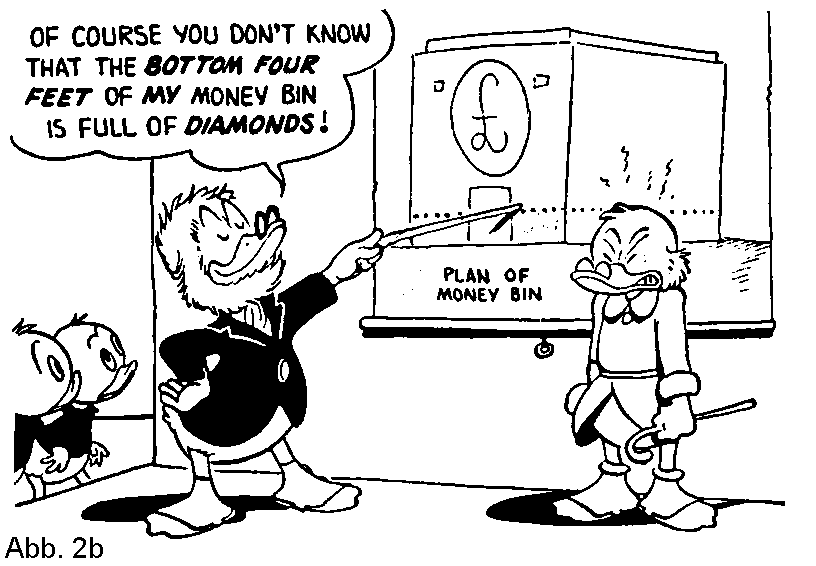 OF COURSE YOU DON'T KNOW
THAT THE BOTTOM FOUR
FEET OF MY MONEY BIN
IS FULL OF DIAMONDS!
£
PLAN OF
MONEY BIN
Abb. 2b